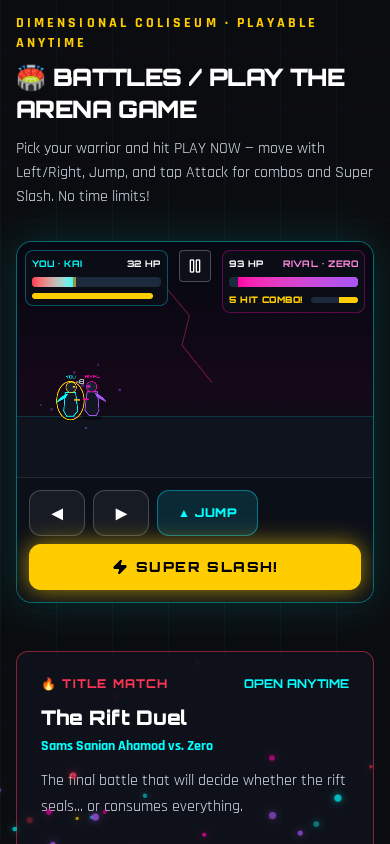 DIMENSIONAL COLISEUM · PLAYABLE
ANYTIME
BATTLES / PLAY THE
ARENA GAME
Pick your warrior and hit PLAY NOW — move with
Left/Right, Jump, and tap Attack for combos and Super
Slash. No time limits!
YOU · KAI 32 HP
93 HP RIVAL · ZERO
5 HIT COMBO!
YOU RIVAL
◀ ▶ ▲ JUMP
SUPER SLASH!
TITLE MATCH OPEN ANYTIME
The Rift Duel
Sams Sanian Ahamod vs. Zero
The final battle that will decide whether the rift
seals... or consumes everything.